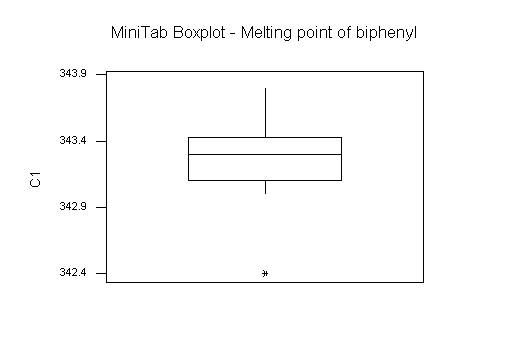 MiniTab Boxplot - Melting point of biphenyl
343.9
343.4
C1
342.9
342.4